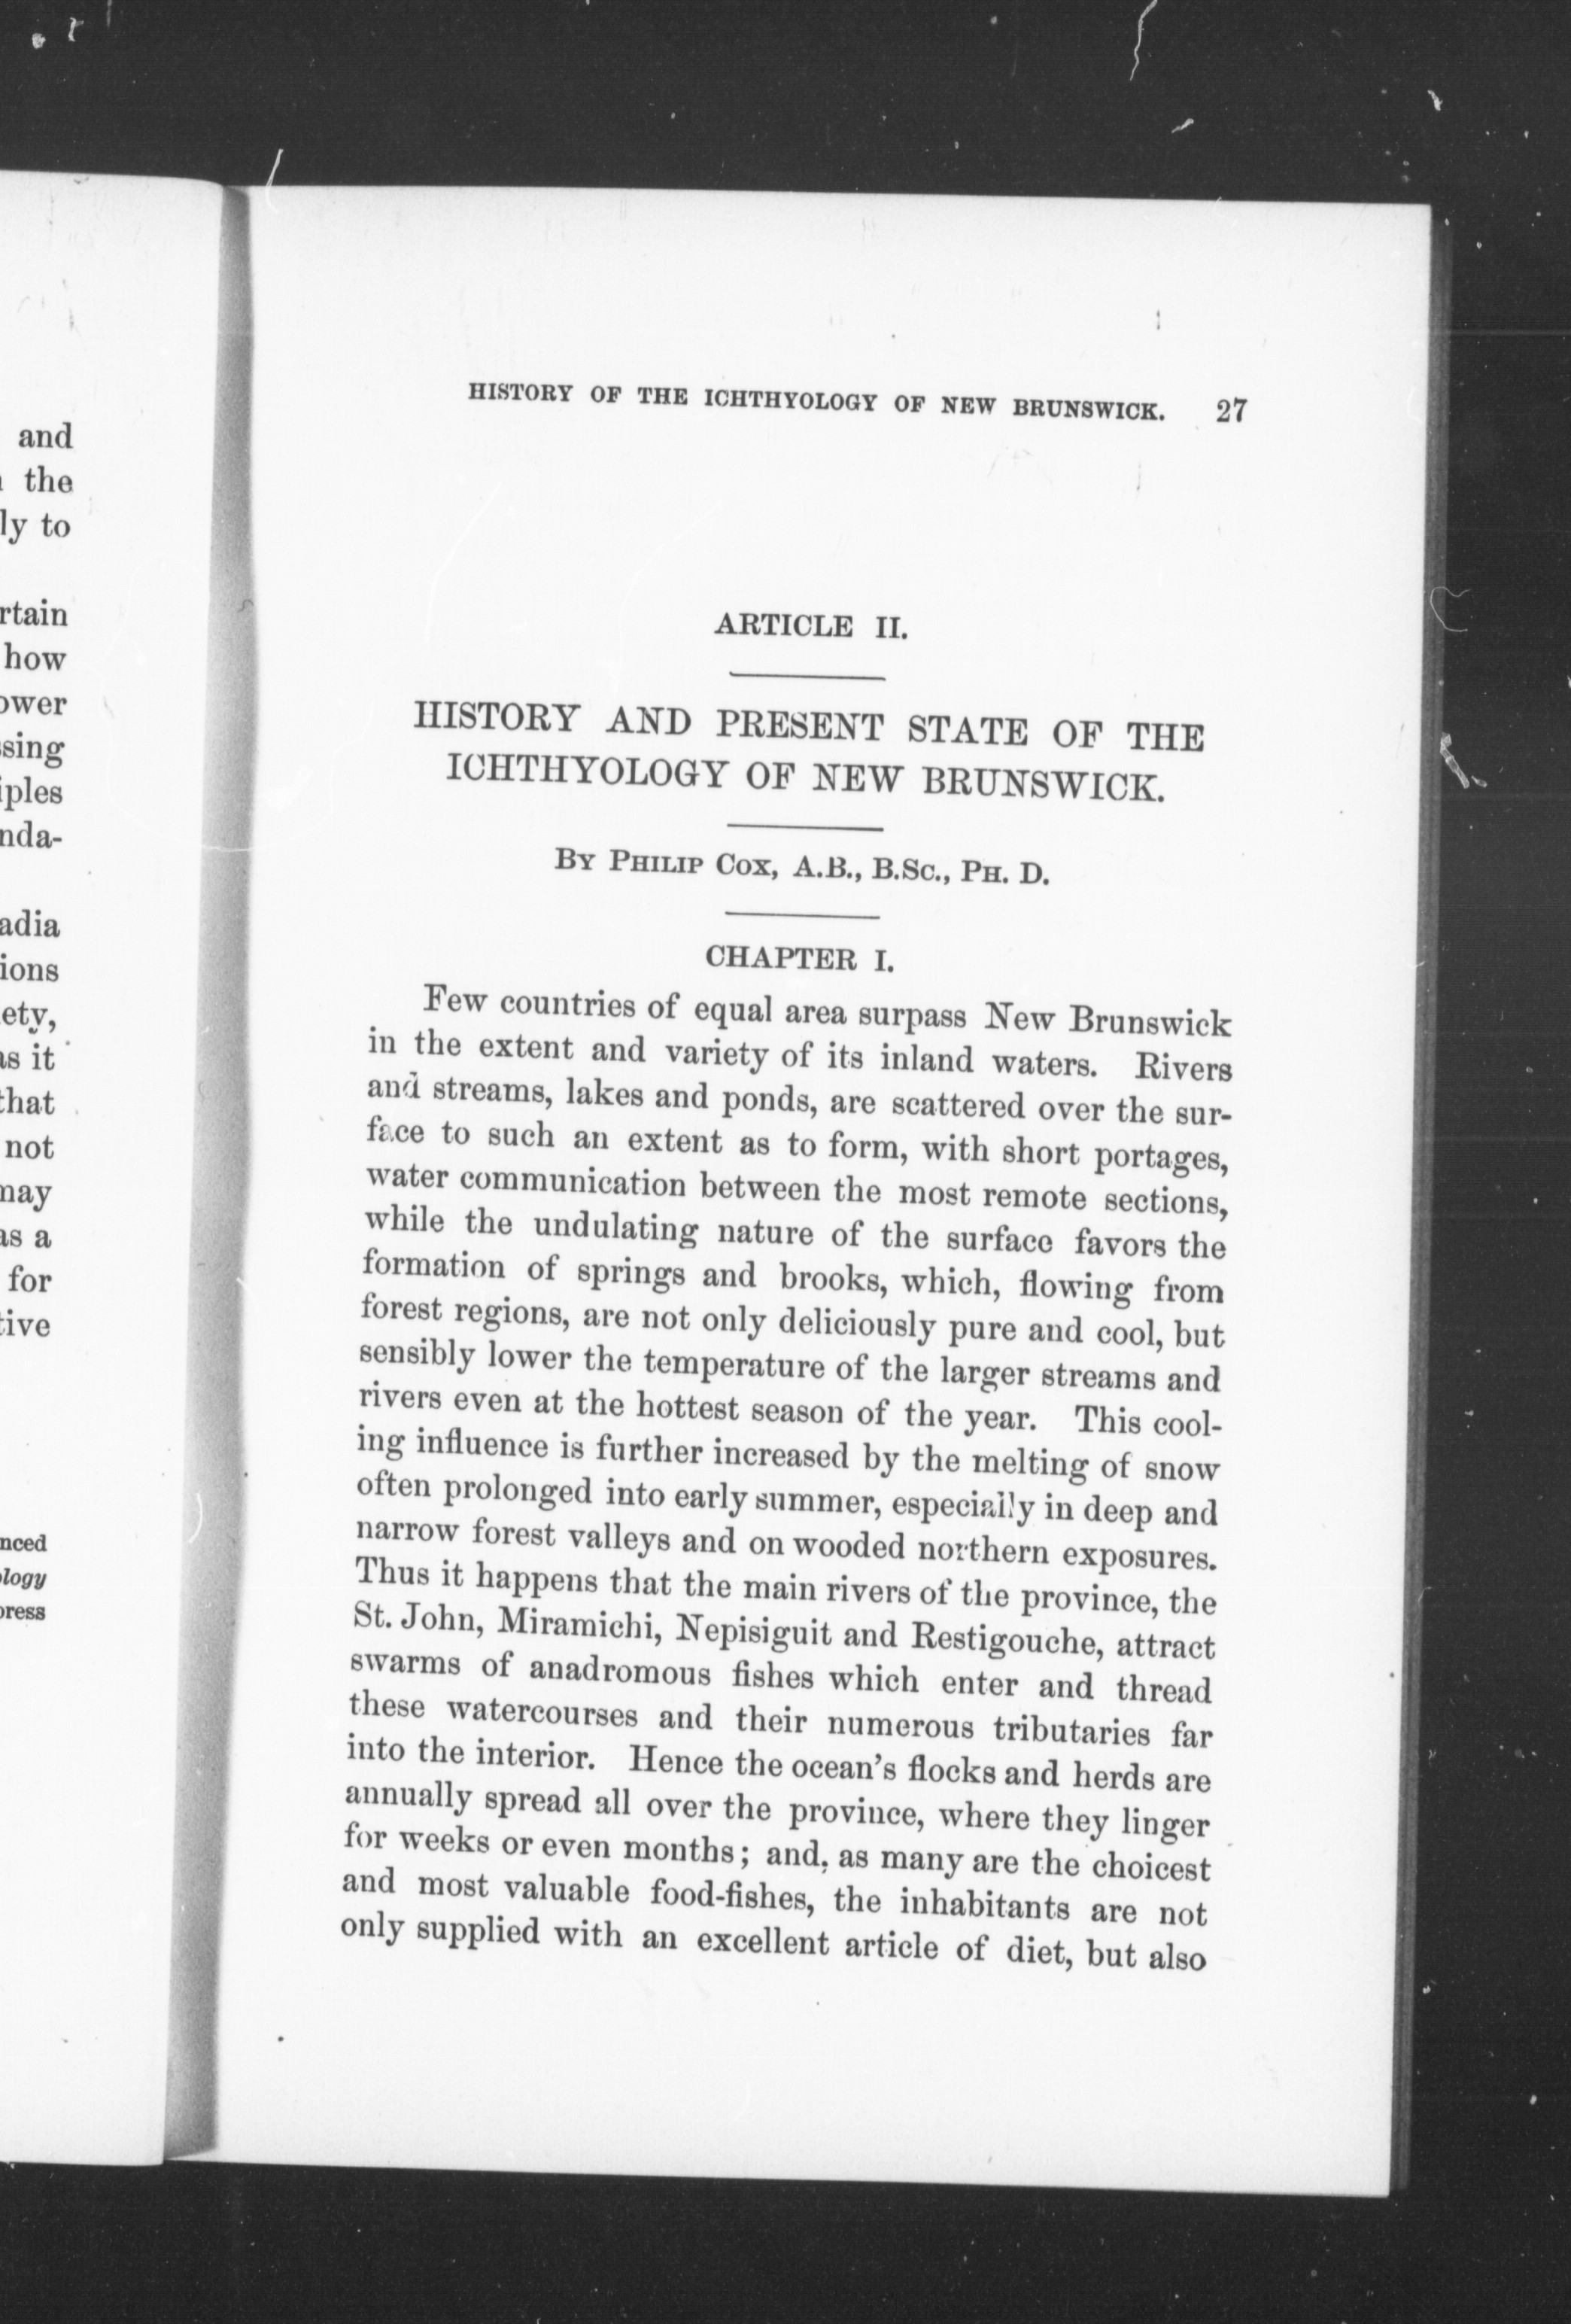 and
the
ly to
rtain
how
ower
sing
iples
nda-
adia
ions
ety,
as it
that
not
may
as a
for
tive
nced
ology
press
HISTORY OF THE ICHTHYOLOGY OF NEW BRUNSWICK. 27
ARTICLE II.
HISTORY AND PRESENT STATE OF THE
ICHTHYOLOGY OF NEW BRUNSWICK.
BY PHILIP COX, A.B., B.SC., PH. D.
CHAPTER I.
Few countries of equal area surpass New Brunswick
in the extent and variety of its inland waters. Rivers
and streams, lakes and ponds, are scattered over the sur-
face to such an extent as to form, with short portages,
water communication between the most remote sections,
while the undulating nature of the surface favors the
formation of springs and brooks, which, flowing from
forest regions, are not only deliciously pure and cool, but
sensibly lower the temperature of the larger streams and
rivers even at the hottest season of the year. This cool-
ing influence is further increased by the melting of snow
often prolonged into early summer, especially in deep and
narrow forest valleys and on wooded northern exposures.
Thus it happens that the main rivers of the province, the
St. John, Miramichi, Nepisiguit and Restigouche, attract
swarms of anadromous fishes which enter and thread
these watercourses and their numerous tributaries far
into the interior. Hence the ocean's flocks and herds are
annually spread all over the province, where they linger
for weeks or even months; and, as many are the choicest
and most valuable food-fishes, the inhabitants are not
only supplied with an excellent article of diet, but also